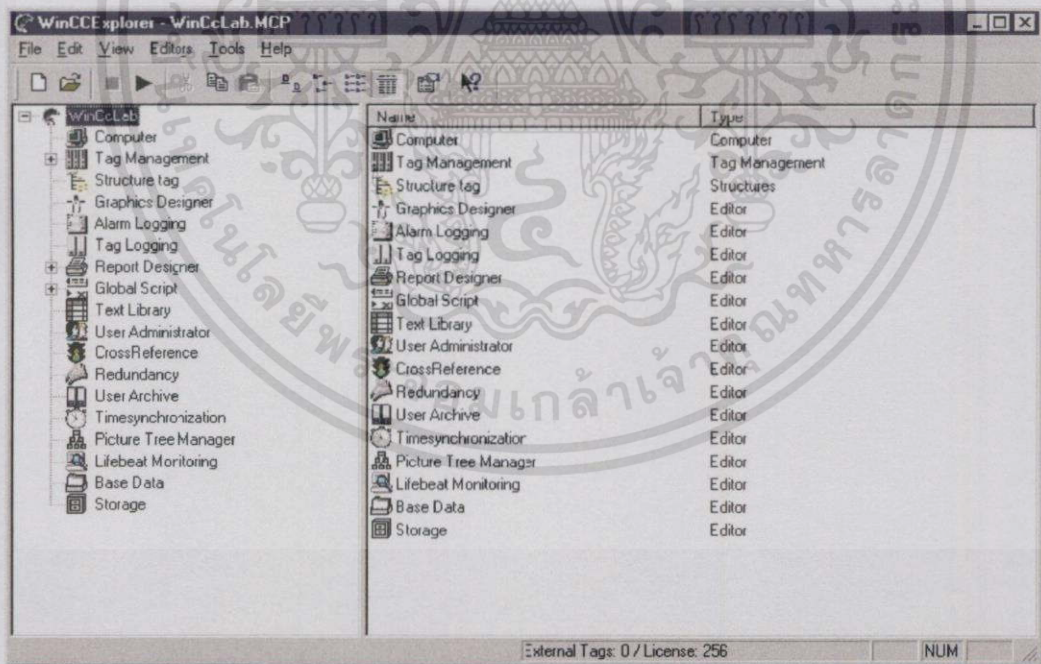 WinCCExplorer - WinCcLab.MCP
File Edit View Editors Tools Help
WinCcLab
Computer
Tag Management
Structure tag
Graphics Designer
Alarm Logging
Tag Logging
Report Designer
Global Script
Text Library
User Administrator
CrossReference
Redundancy
User Archive
Timesynchronization
Picture Tree Manager
Lifebeat Monitoring
Base Data
Storage
Name Type
Computer Computer
Tag Management Tag Management
Structure tag Structures
Graphics Designer Editor
Alarm Logging Editor
Tag Logging Editor
Report Designer Editor
Global Script Editor
Text Library Editor
User Administrator Editor
CrossReference Editor
Redundancy Editor
User Archive Editor
Timesynchronization Editor
Picture Tree Manager Editor
Lifebeat Monitoring Editor
Base Data Editor
Storage Editor
External Tags: 0 / License: 256 NUM